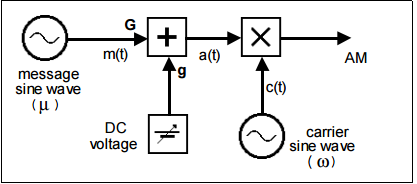 G
m(t)
g
a(t)
AM
message
sine wave
( μ )
c(t)
DC
voltage
carrier
sine wave
( ω )